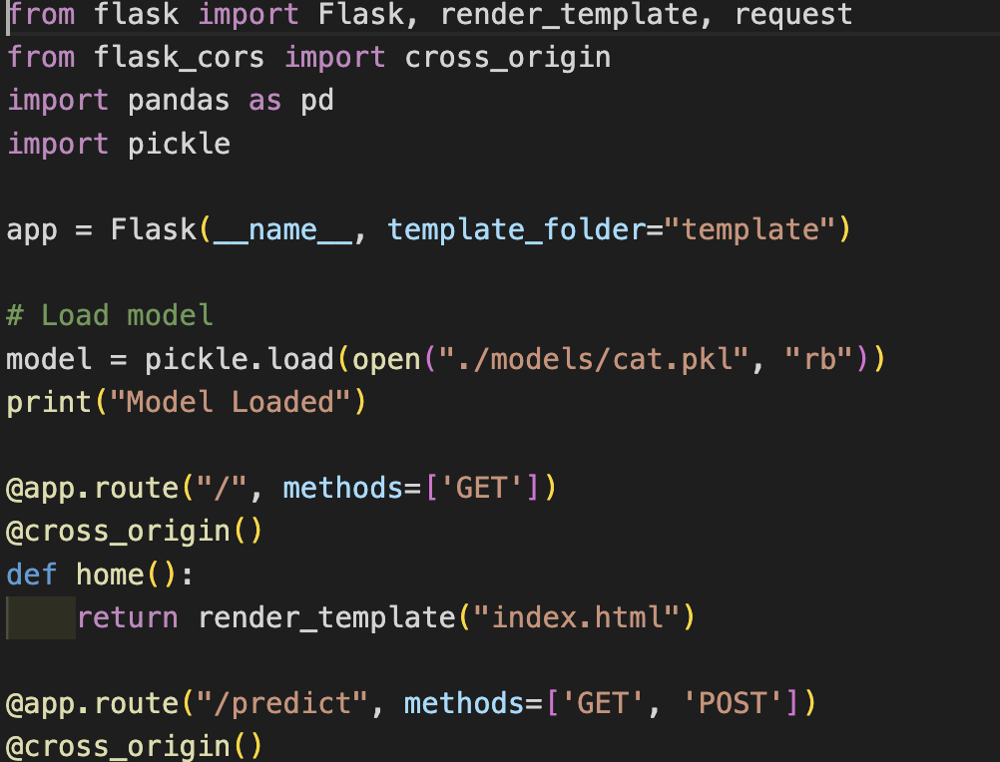 from flask import Flask, render_template, request
from flask_cors import cross_origin
import pandas as pd
import pickle

app = Flask(__name__, template_folder="template")

# Load model
model = pickle.load(open("./models/cat.pkl", "rb"))
print("Model Loaded")

@app.route("/", methods=['GET'])
@cross_origin()
def home():
    return render_template("index.html")

@app.route("/predict", methods=['GET', 'POST'])
@cross_origin()